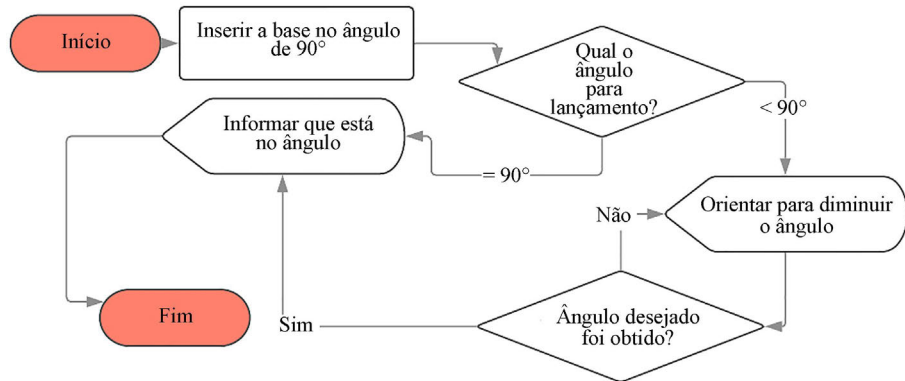 Início
Inserir a base no ângulo
de 90°
Qual o
ângulo
para
lançamento?
< 90°
Informar que está
no ângulo
= 90°
Não
Orientar para diminuir
o ângulo
Fim
Sim
Ângulo desejado
foi obtido?